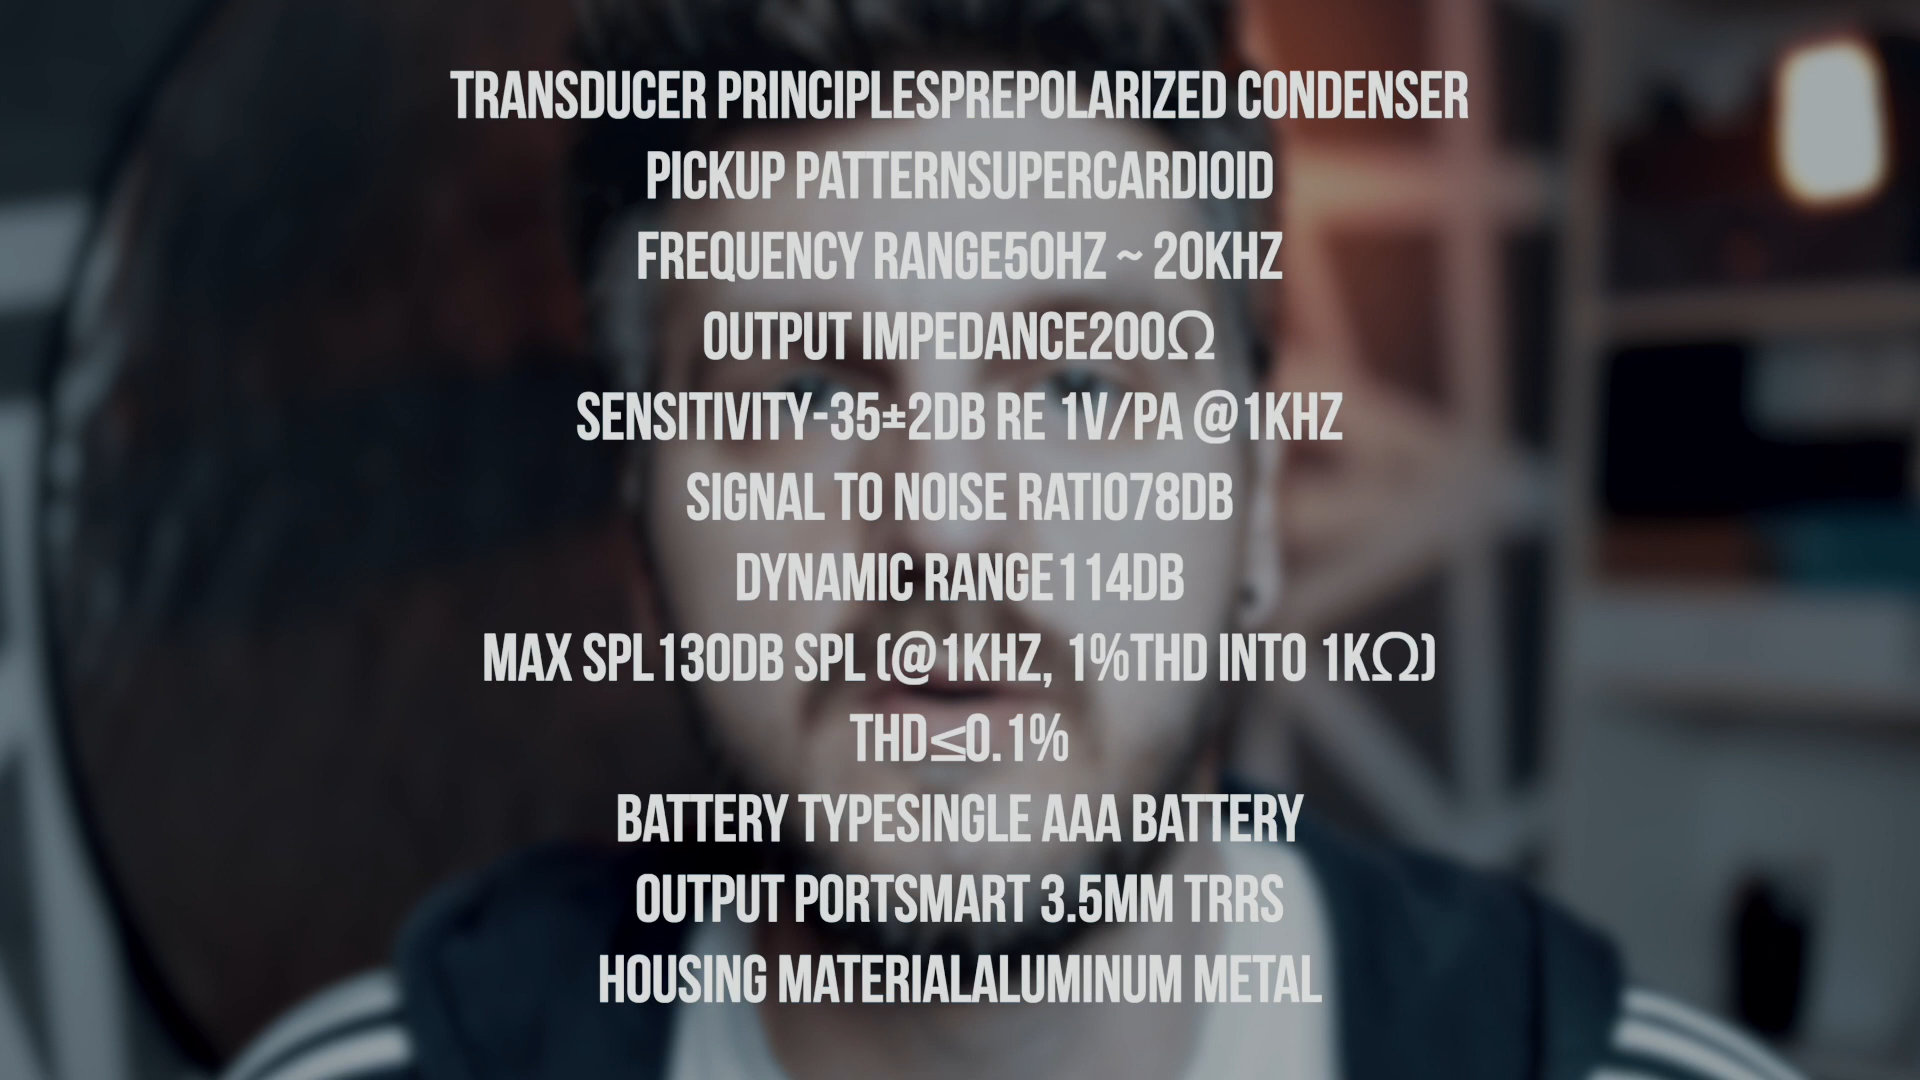 TRANSDUCER PRINCIPLESPREPOLARIZED CONDENSER
PICKUP PATTERNSUPERCARDIOID
FREQUENCY RANGE50HZ ~ 20KHZ
OUTPUT IMPEDANCE200Ω
SENSITIVITY-35±2DB RE 1V/PA @1KHZ
SIGNAL TO NOISE RATIO78DB
DYNAMIC RANGE114DB
MAX SPL130DB SPL (@1KHZ, 1%THD INTO 1KΩ)
THD≤0.1%
BATTERY TYPESINGLE AAA BATTERY
OUTPUT PORTSMART 3.5MM TRRS
HOUSING MATERIALALUMINUM METAL